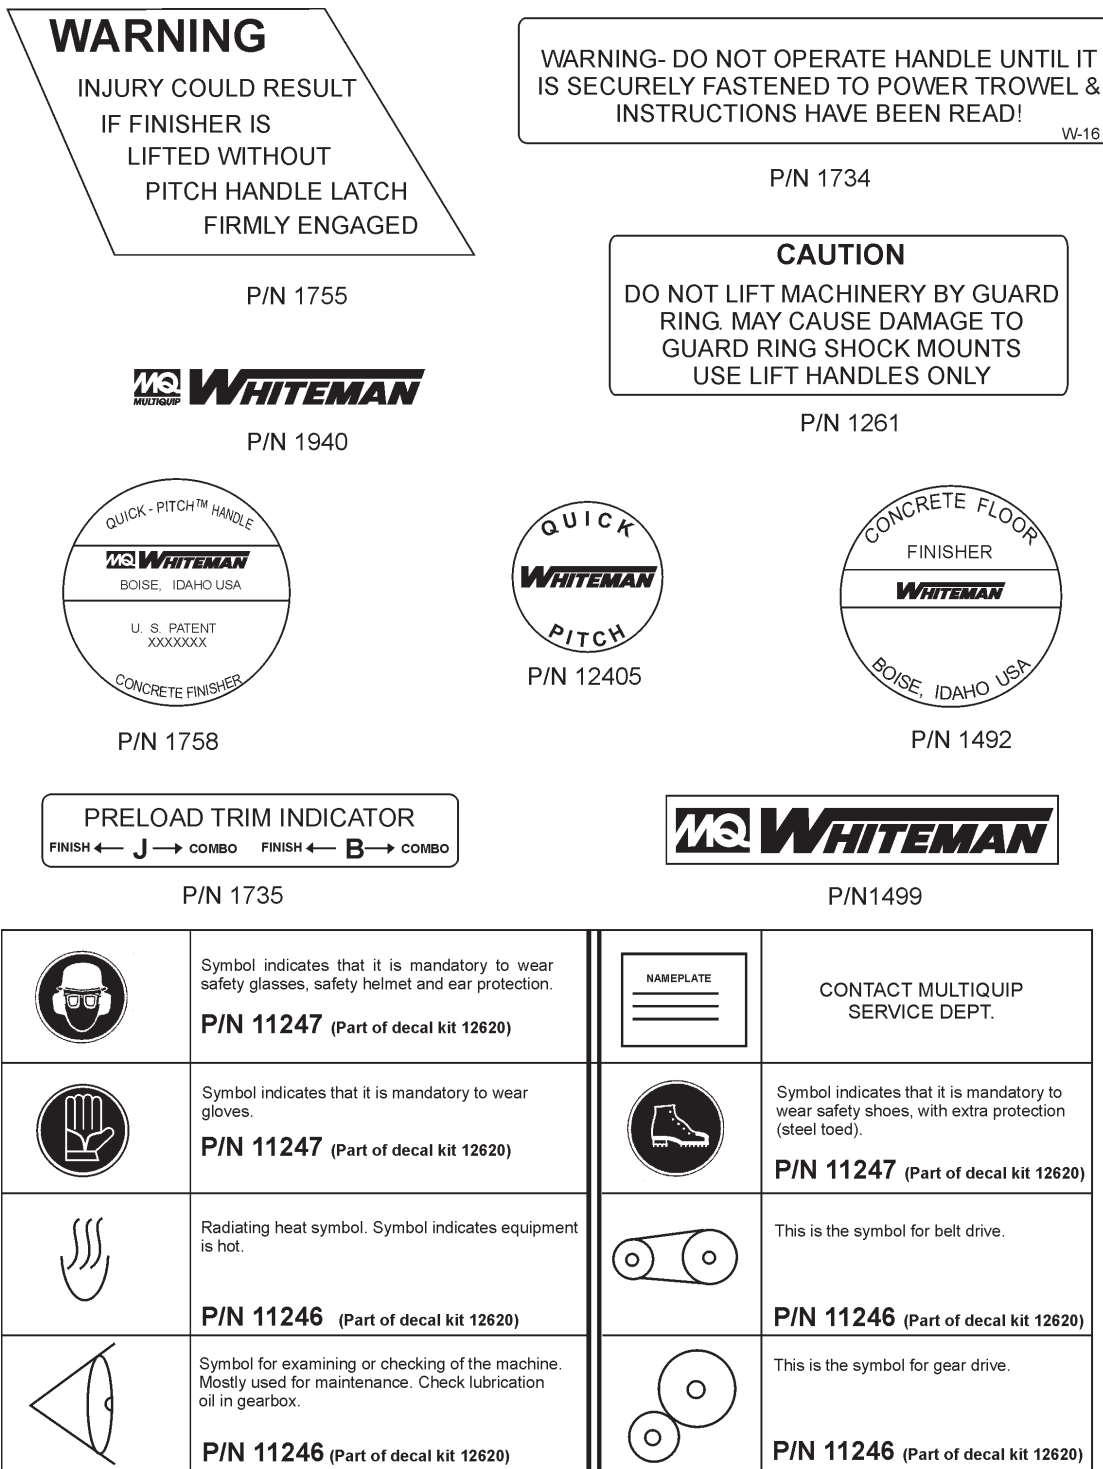 WARNING
INJURY COULD RESULT
IF FINISHER IS
LIFTED WITHOUT
PITCH HANDLE LATCH
FIRMLY ENGAGED
P/N 1755
WARNING- DO NOT OPERATE HANDLE UNTIL IT
IS SECURELY FASTENED TO POWER TROWEL &
INSTRUCTIONS HAVE BEEN READ!
W-16
P/N 1734
CAUTION
DO NOT LIFT MACHINERY BY GUARD
RING. MAY CAUSE DAMAGE TO
GUARD RING SHOCK MOUNTS
USE LIFT HANDLES ONLY
P/N 1261
MQ WHITEMAN
MULTIQUIP
P/N 1940
QUICK - PITCH™ HANDLE
MQ WHITEMAN
BOISE, IDAHO USA
U. S. PATENT
XXXXXXX
CONCRETE FINISHER
P/N 1758
QUICK
WHITEMAN
PITCH
P/N 12405
CONCRETE FLOOR
FINISHER
WHITEMAN
BOISE, IDAHO USA
P/N 1492
PRELOAD TRIM INDICATOR
FINISH ← J → COMBO FINISH ← B → COMBO
P/N 1735
MQ WHITEMAN
P/N1499
Symbol indicates that it is mandatory to wear
safety glasses, safety helmet and ear protection.
P/N 11247 (Part of decal kit 12620)
NAMEPLATE
CONTACT MULTIQUIP
SERVICE DEPT.
Symbol indicates that it is mandatory to wear
gloves.
P/N 11247 (Part of decal kit 12620)
Symbol indicates that it is mandatory to
wear safety shoes, with extra protection
(steel toed).
P/N 11247 (Part of decal kit 12620)
Radiating heat symbol. Symbol indicates equipment
is hot.
P/N 11246 (Part of decal kit 12620)
This is the symbol for belt drive.
P/N 11246 (Part of decal kit 12620)
Symbol for examining or checking of the machine.
Mostly used for maintenance. Check lubrication
oil in gearbox.
P/N 11246 (Part of decal kit 12620)
This is the symbol for gear drive.
P/N 11246 (Part of decal kit 12620)